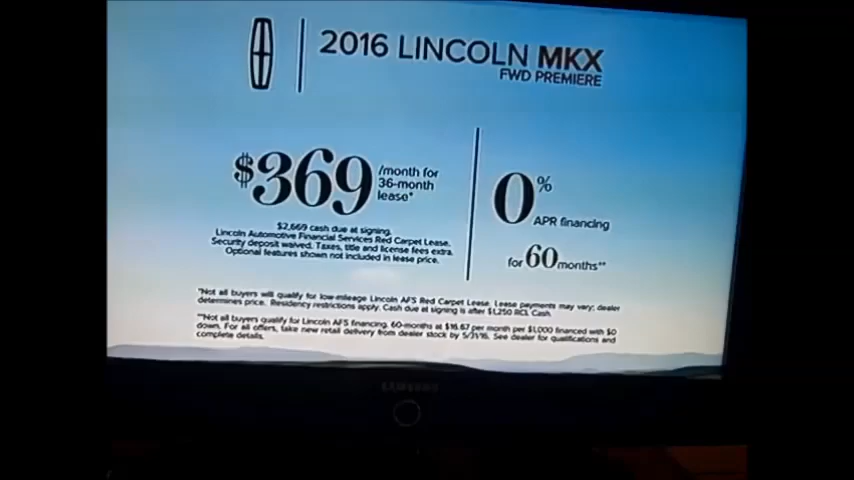 2016 LINCOLN MKX
FWD PREMIERE
$369 /month for
36-month
lease*
$2,669 cash due at signing.
Lincoln Automotive Financial Services Red Carpet Lease.
Security deposit waived. Taxes, title and license fees extra.
Optional features shown not included in lease price.
0% APR financing
for 60 months**
*Not all buyers will qualify for low-mileage Lincoln AFS Red Carpet Lease. Lease payments may vary; dealer
determines price. Residency restrictions apply. Cash due at signing is after $1,250 RCL Cash.
**Not all buyers qualify for Lincoln AFS financing. 60-months at $16.67 per month per $1,000 financed with $0
down. For all offers, take new retail delivery from dealer stock by 5/31/16. See dealer for qualifications and
complete details.
SAMSUNG